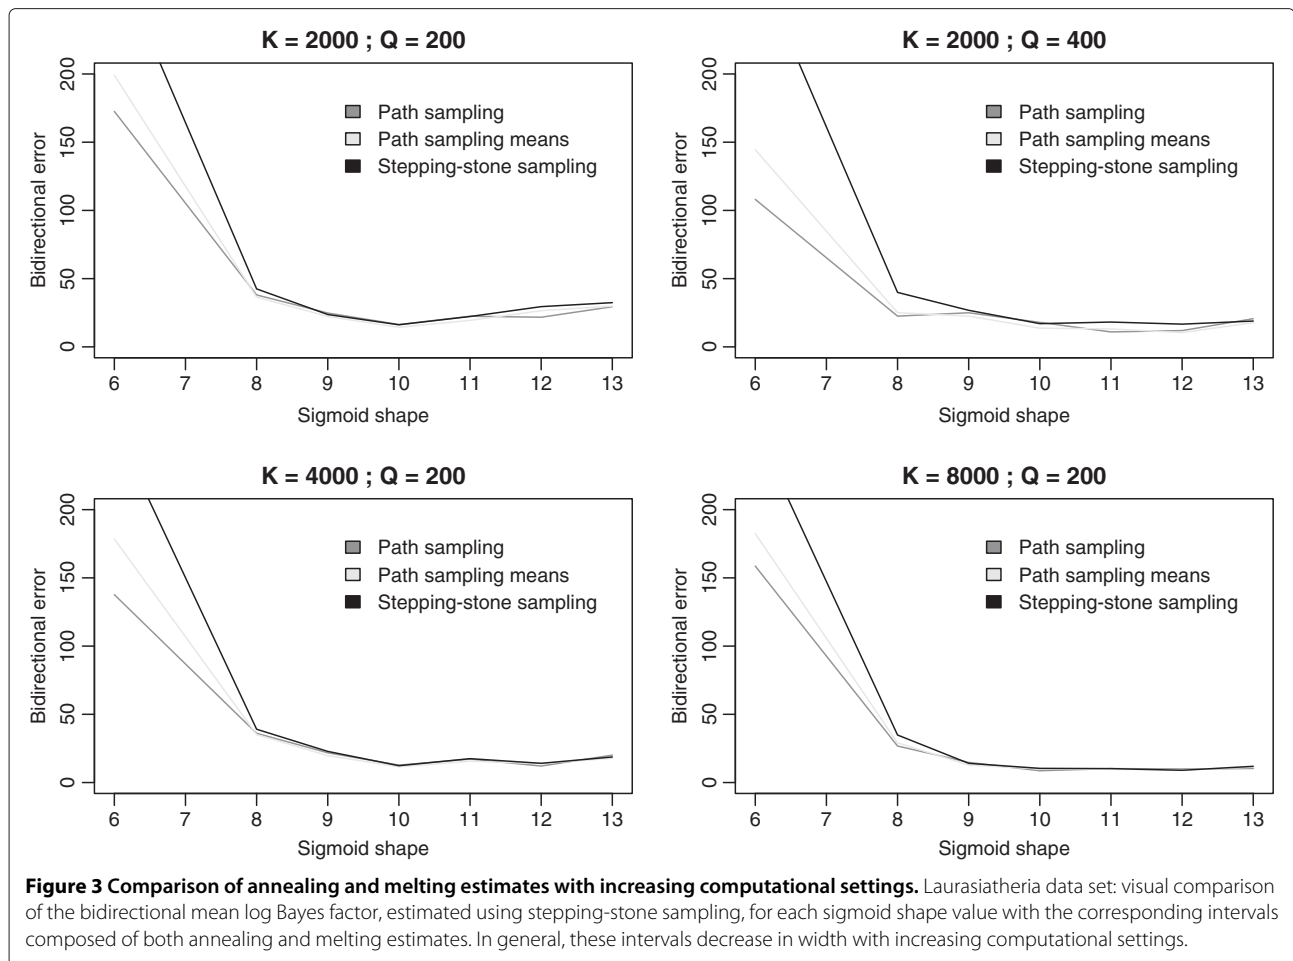 K = 2000 ; Q = 200
Bidirectional error
0 50 100 150 200
Path sampling
Path sampling means
Stepping-stone sampling
6 7 8 9 10 11 12 13
Sigmoid shape
K = 2000 ; Q = 400
Bidirectional error
0 50 100 150 200
Path sampling
Path sampling means
Stepping-stone sampling
6 7 8 9 10 11 12 13
Sigmoid shape
K = 4000 ; Q = 200
Bidirectional error
0 50 100 150 200
Path sampling
Path sampling means
Stepping-stone sampling
6 7 8 9 10 11 12 13
Sigmoid shape
K = 8000 ; Q = 200
Bidirectional error
0 50 100 150 200
Path sampling
Path sampling means
Stepping-stone sampling
6 7 8 9 10 11 12 13
Sigmoid shape
Figure 3 Comparison of annealing and melting estimates with increasing computational settings. Laurasiatheria data set: visual comparison
of the bidirectional mean log Bayes factor, estimated using stepping-stone sampling, for each sigmoid shape value with the corresponding intervals
composed of both annealing and melting estimates. In general, these intervals decrease in width with increasing computational settings.